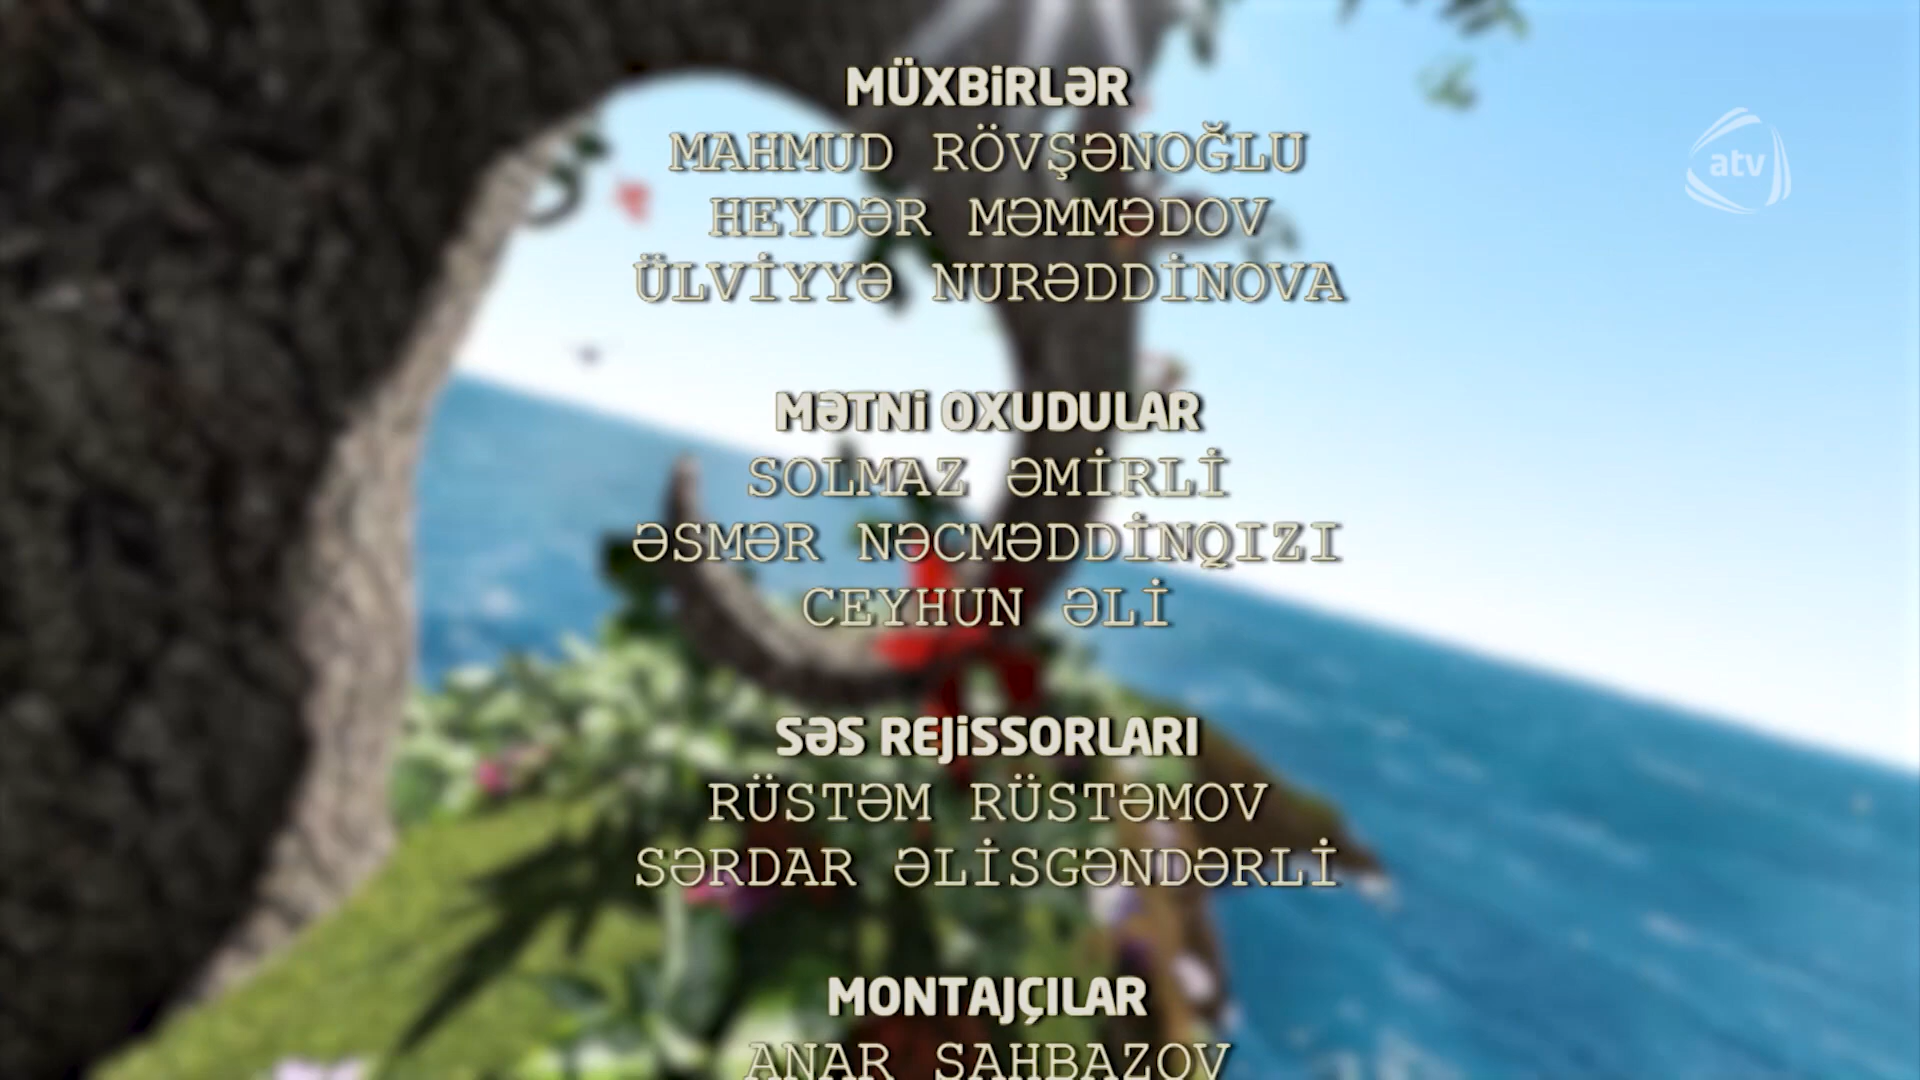 MÜXBİRLƏR
MAHMUD RÖVŞƏNOĞLU
HEYDƏR MƏMMƏDOV
ÜLVİYYƏ NURƏDDİNOVA
atv
MƏTNİ OXUDULAR
SOLMAZ ƏMİRLİ
ƏSMƏR NƏCMƏDDİNQIZI
CEYHUN ƏLİ
SƏS REJİSSORLARI
RÜSTƏM RÜSTƏMOV
SƏRDAR ƏLİSGƏNDƏRLİ
MONTAJÇILAR
ANAR